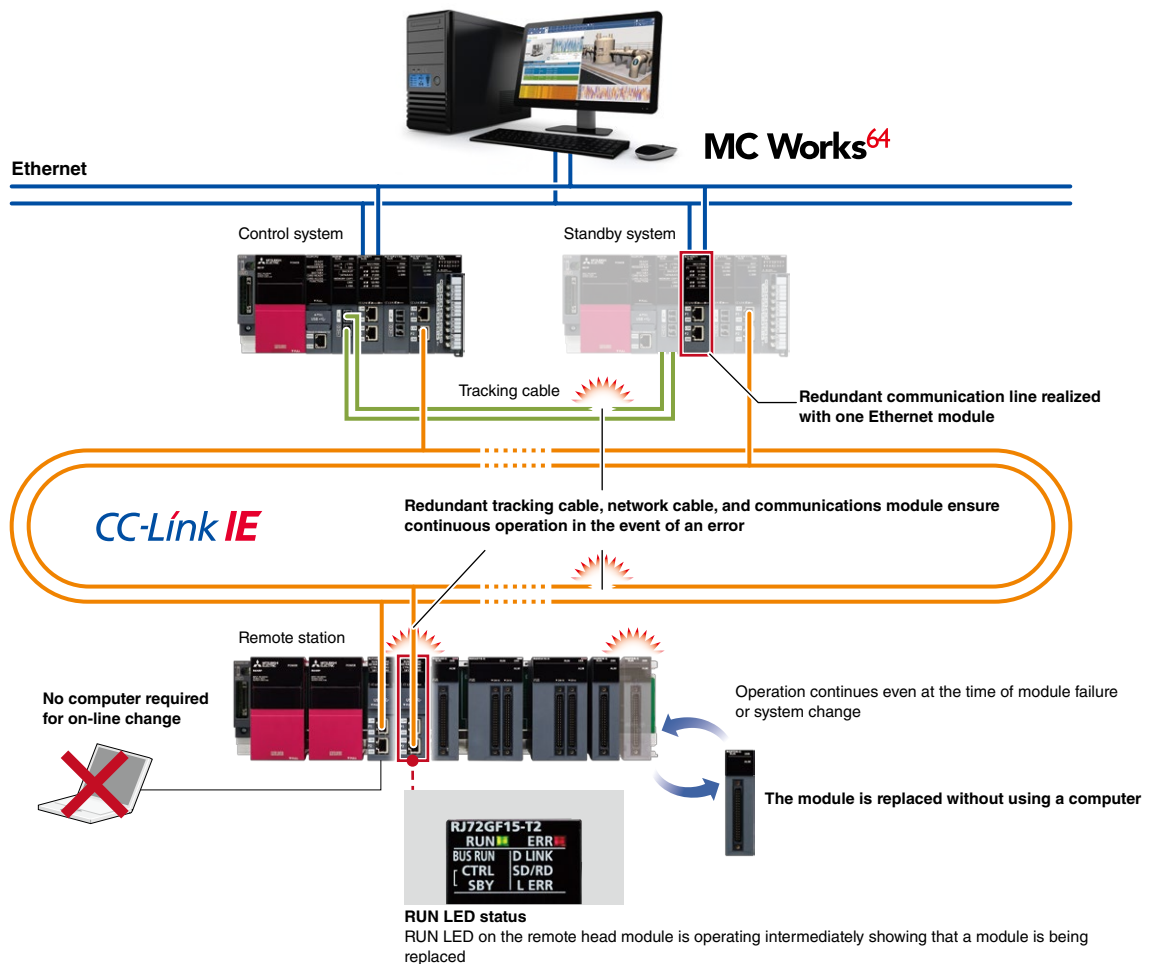 MC Works64
Ethernet
Control system
Standby system
Tracking cable
Redundant communication line realized
with one Ethernet module
Redundant tracking cable, network cable, and communications module ensure
continuous operation in the event of an error
CC-Link IE
Remote station
No computer required
for on-line change
Operation continues even at the time of module failure
or system change
The module is replaced without using a computer
RJ72GF15-T2
RUN ERR
BUS RUN D LINK
CTRL SD/RD
SBY L ERR
RUN LED status
RUN LED on the remote head module is operating intermediately showing that a module is being
replaced